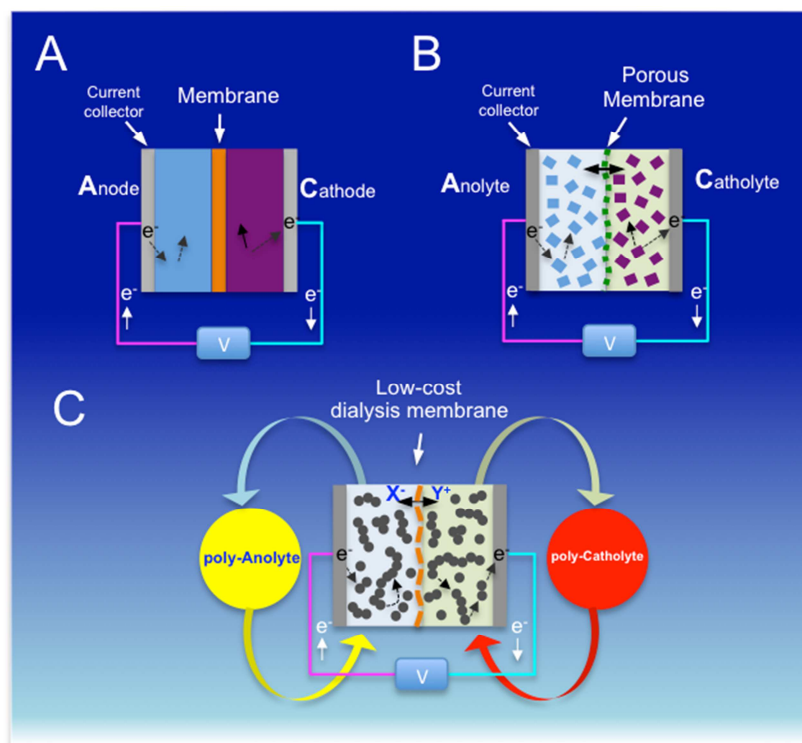 A
Current
collector
Membrane
Anode
Cathode
e-
e-
e-
e-
V
B
Current
collector
Porous
Membrane
Anolyte
Catholyte
e-
e-
e-
e-
V
C
Low-cost
dialysis membrane
X-
Y+
poly-Anolyte
poly-Catholyte
e-
e-
e-
e-
V